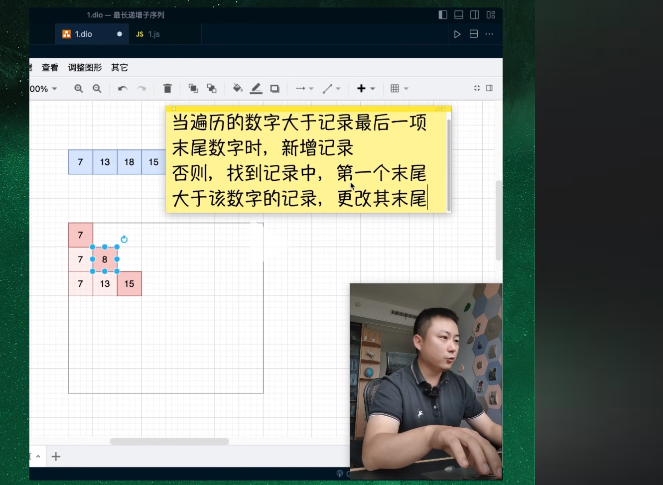 1.dio — 最长递增子序列
1.dio
JS 1.js
查看 调整图形 其它
00%
当遍历的数字大于记录最后一项
末尾数字时，新增记录
否则，找到记录中，第一个末尾
大于该数字的记录，更改其末尾
7 13 18 15
7
7 8
7 13 15